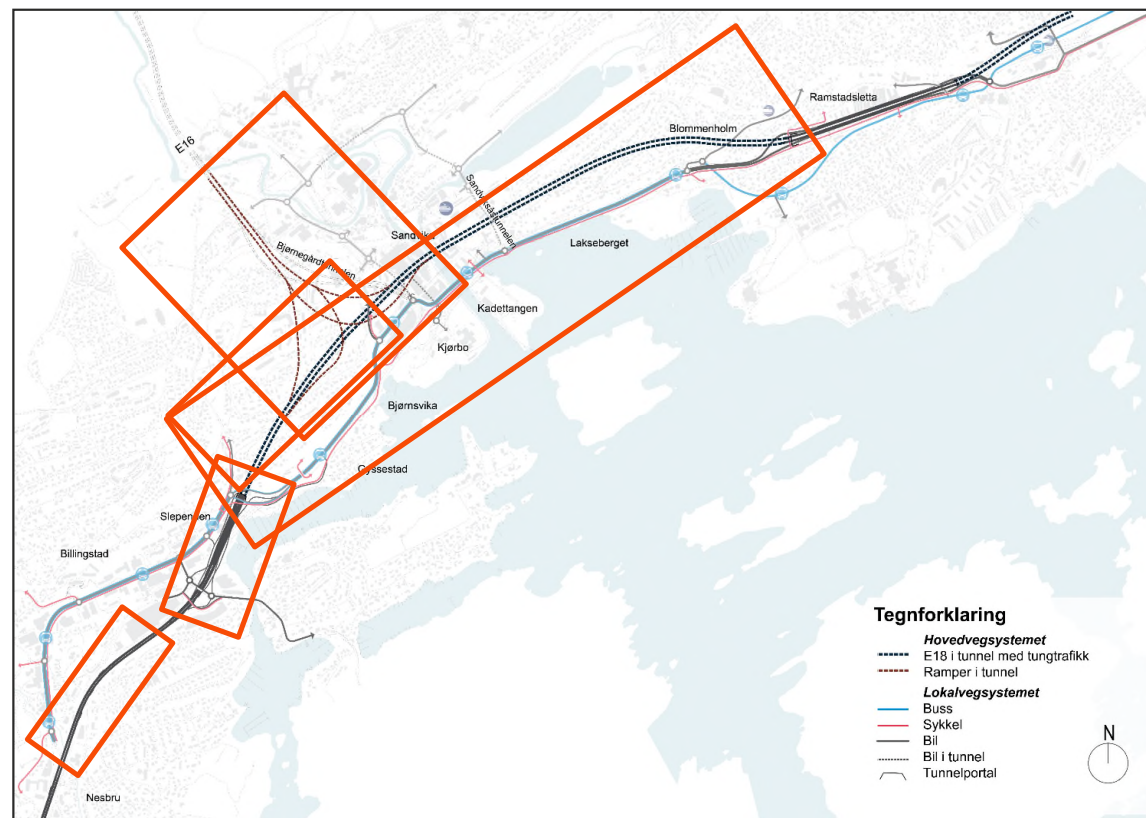 Ramstadsletta
Blommenholm
E16
Sandviksåstunnelen
Sandvika
Bjørnegårdtunnelen
Lakseberget
Kadettangen
Kjørbo
Bjørnsvika
Gyssestad
Slependen
Billingstad
Nesbru
Tegnforklaring
Hovedvegsystemet
E18 i tunnel med tungtrafikk
Ramper i tunnel
Lokalvegsystemet
Buss
Sykkel
Bil
Bil i tunnel
Tunnelportal
N